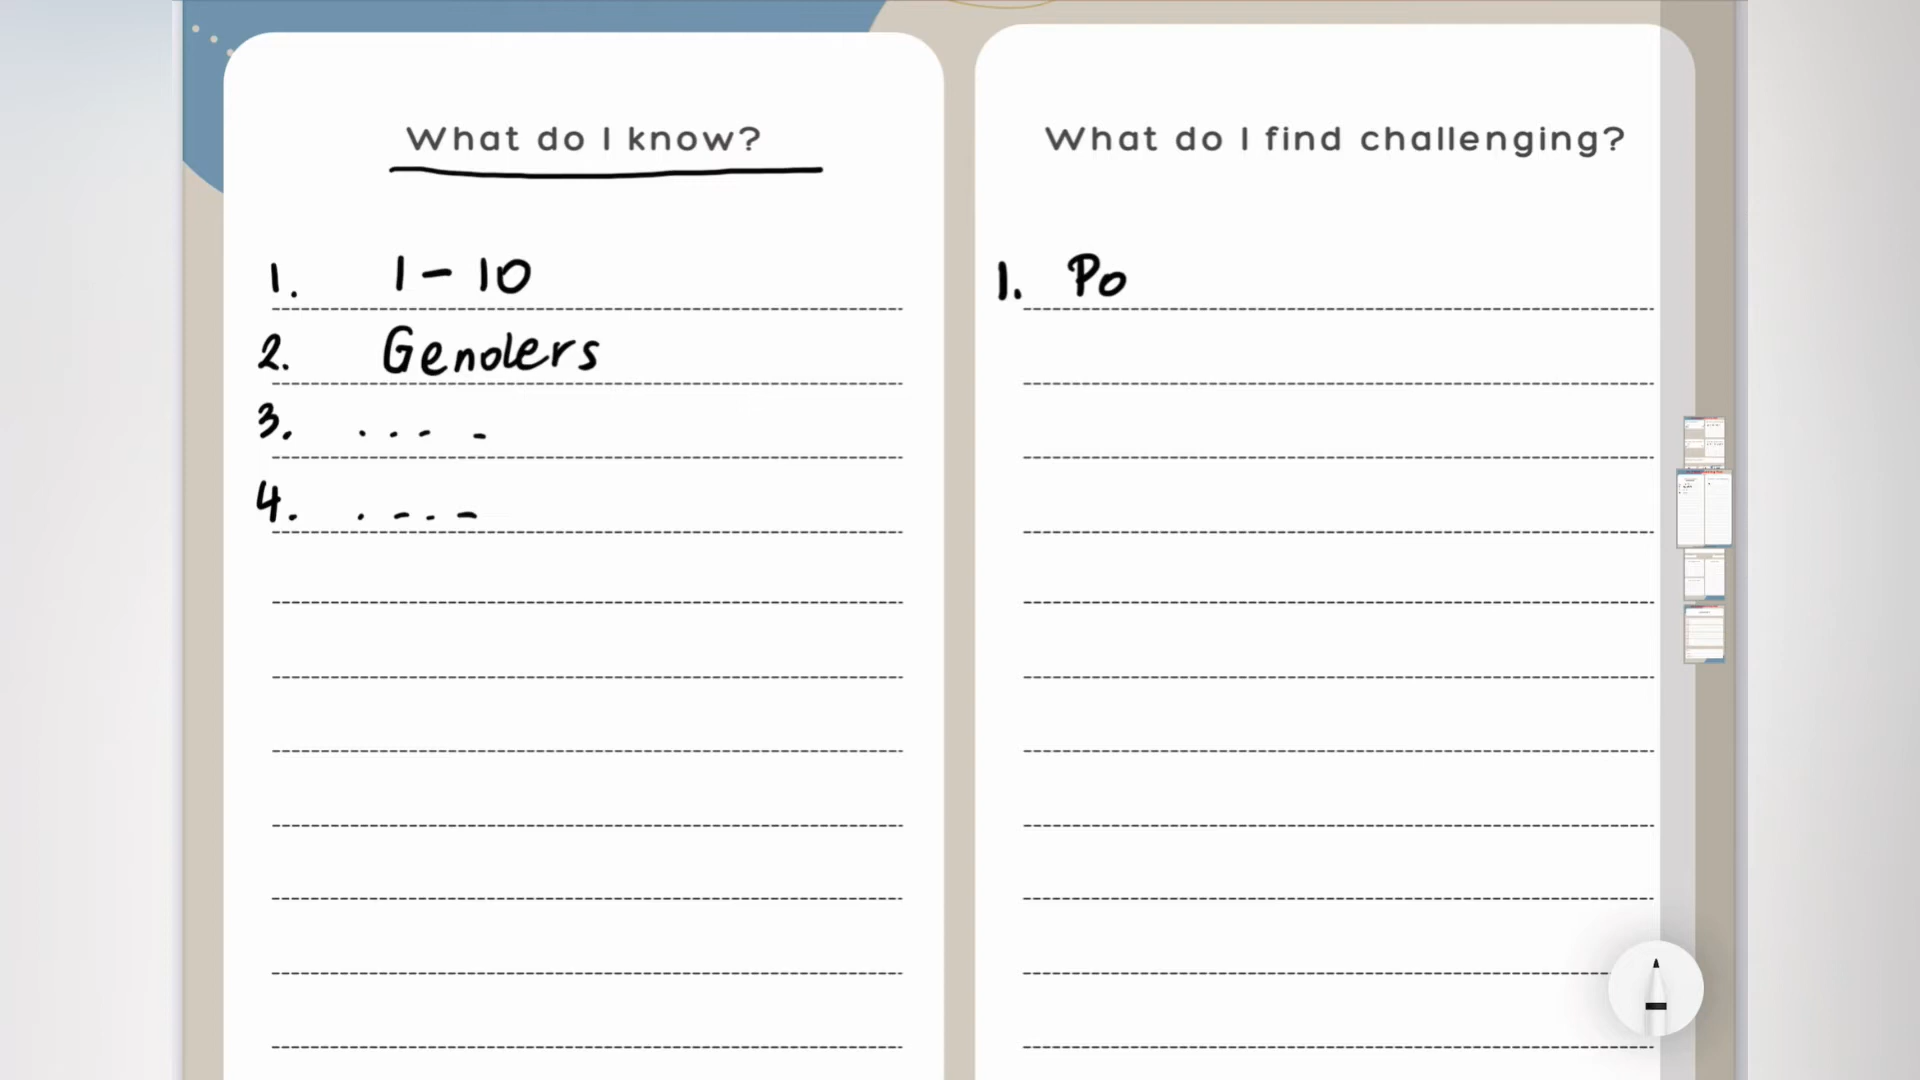 What do I know?
1. 1 - 10
2. Genders
3. . . . -
4. . - . -
What do I find challenging?
1. Po